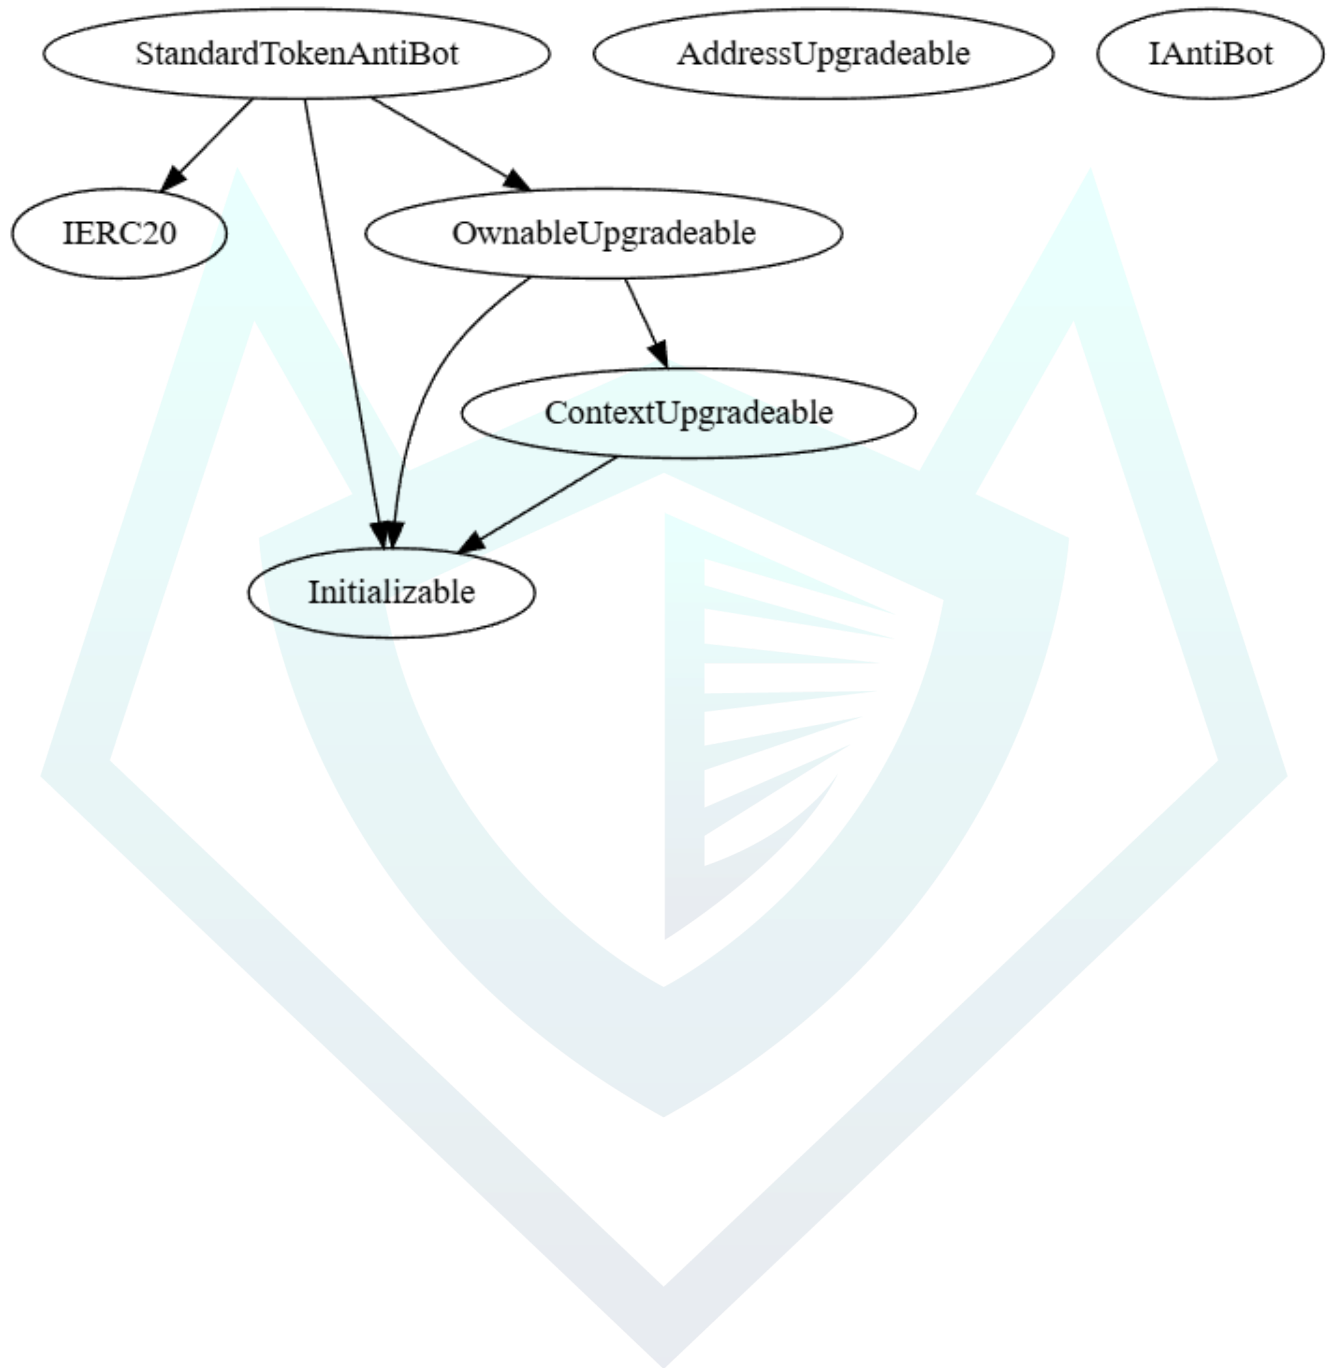 StandardTokenAntiBot
AddressUpgradeable
IAntiBot
IERC20
OwnableUpgradeable
ContextUpgradeable
Initializable